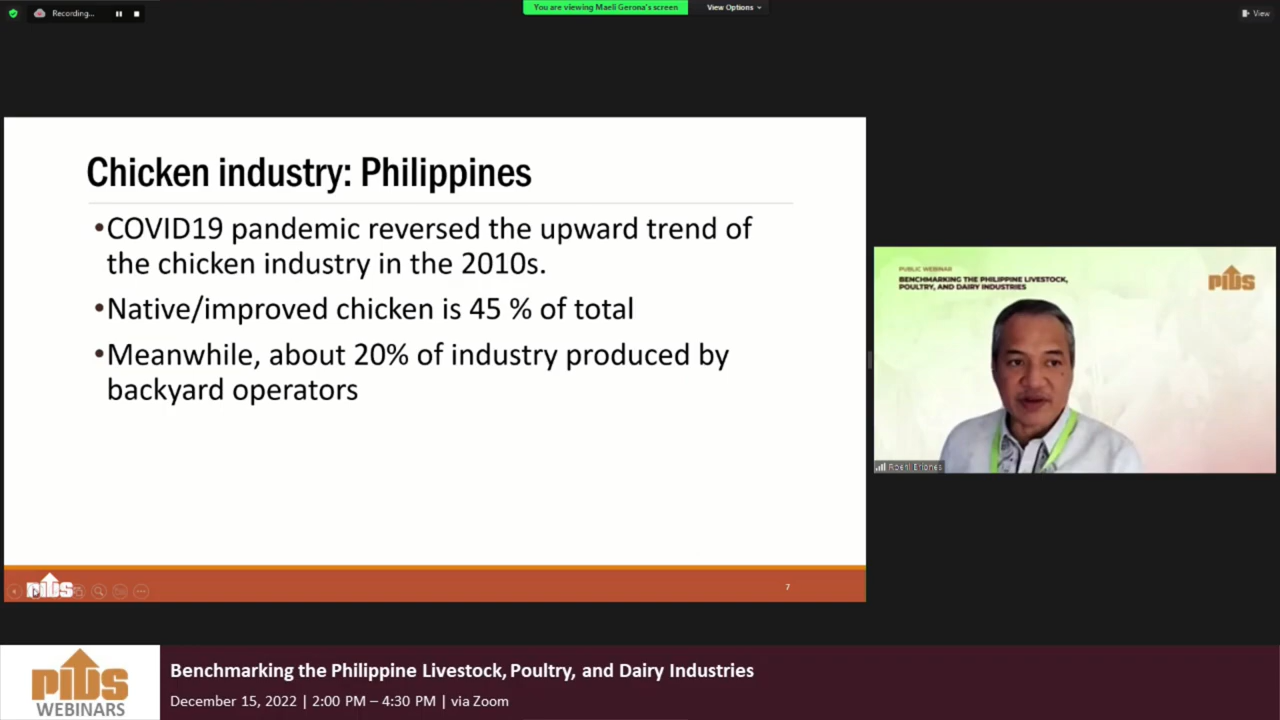 Recording...
You are viewing Maeli Gerona's screen
View Options
View
Chicken industry: Philippines
•COVID19 pandemic reversed the upward trend of
the chicken industry in the 2010s.
•Native/improved chicken is 45 % of total
•Meanwhile, about 20% of industry produced by
backyard operators
PUBLIC WEBINAR
BENCHMARKING THE PHILIPPINE LIVESTOCK,
POULTRY, AND DAIRY INDUSTRIES
PIDS
Roehl Briones
PIDS
7
PIDS
WEBINARS
Benchmarking the Philippine Livestock, Poultry, and Dairy Industries
December 15, 2022 | 2:00 PM – 4:30 PM | via Zoom